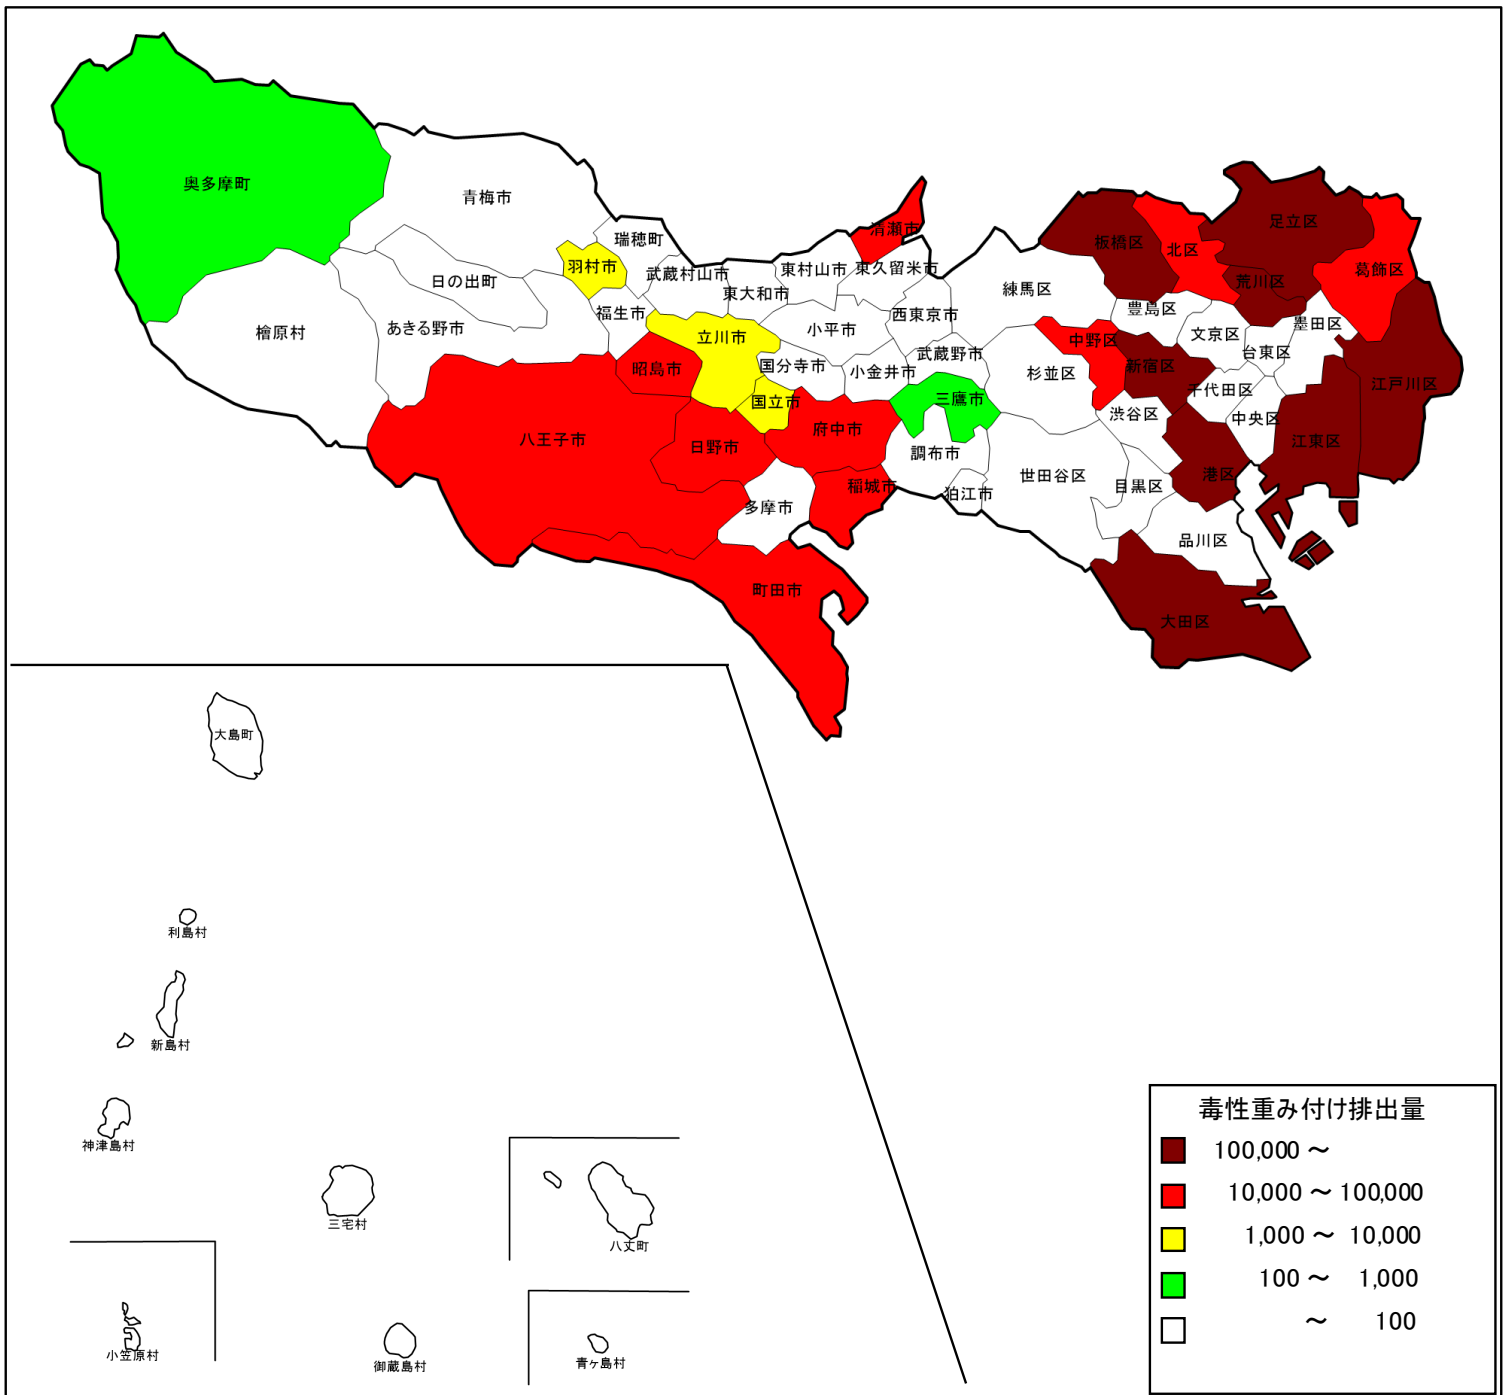 奥多摩町
青梅市
瑞穂町
羽村市
日の出町
檜原村
あきる野市
福生市
武蔵村山市
東大和市
東村山市
清瀬市
東久留米市
西東京市
小平市
立川市
昭島市
国分寺市
国立市
小金井市
武蔵野市
三鷹市
八王子市
日野市
府中市
調布市
稲城市
狛江市
多摩市
町田市
練馬区
板橋区
北区
足立区
荒川区
葛飾区
豊島区
文京区
台東区
墨田区
中野区
杉並区
新宿区
千代田区
渋谷区
中央区
江東区
江戸川区
世田谷区
目黒区
港区
品川区
大田区
大島町
利島村
新島村
神津島村
三宅村
八丈町
小笠原村
御蔵島村
青ヶ島村
毒性重み付け排出量
100,000 ～
10,000 ～ 100,000
1,000 ～ 10,000
100 ～ 1,000
～ 100